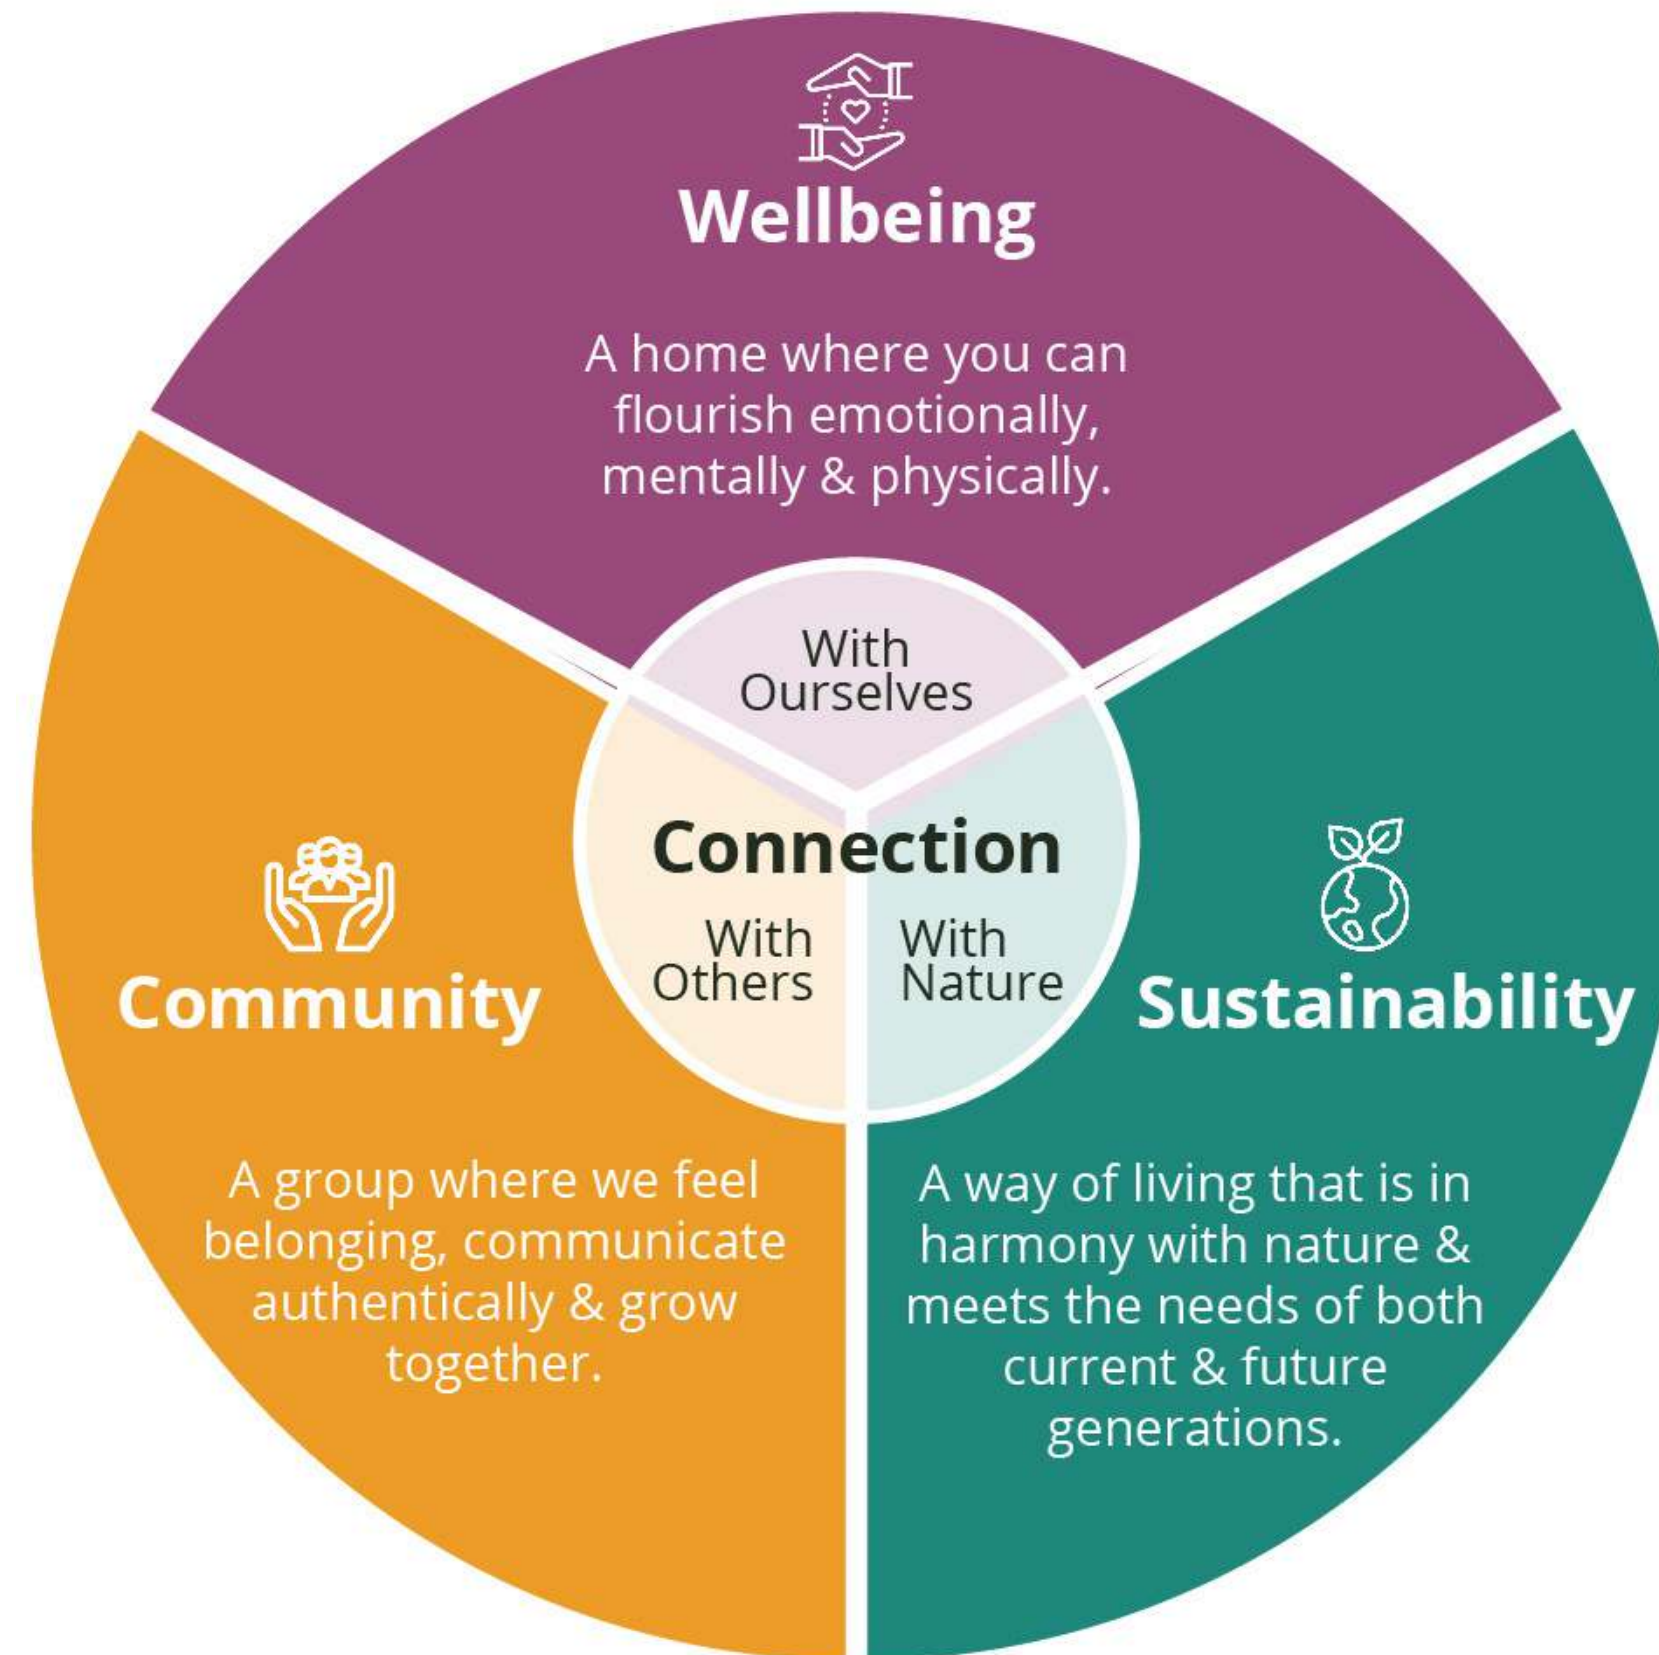 Wellbeing
A home where you can
flourish emotionally,
mentally & physically.
With
Ourselves
Connection
With
Others
With
Nature
Community
A group where we feel
belonging, communicate
authentically & grow
together.
Sustainability
A way of living that is in
harmony with nature &
meets the needs of both
current & future
generations.